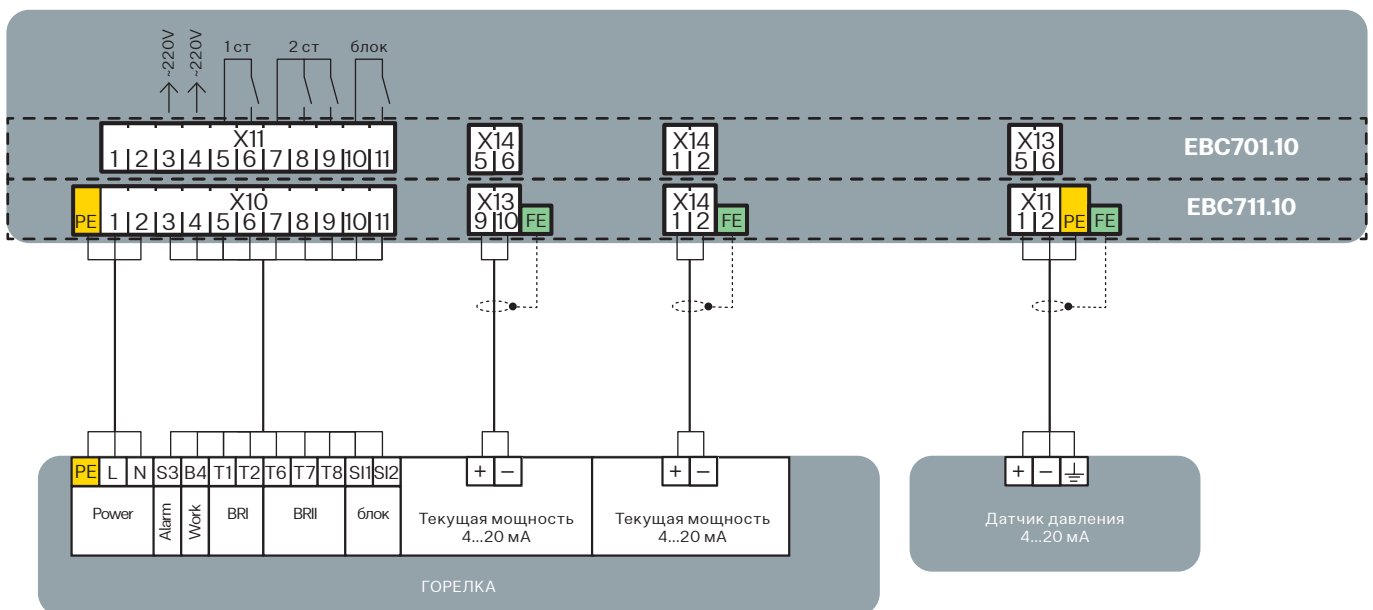 ~220V ~220V 1 ст 2 ст блок
X11 X14 X14 X13
1 2 3 4 5 6 7 8 9 10 11 5 6 1 2 5 6
EBC701.10
X10 X13 X14 X11
PE 1 2 3 4 5 6 7 8 9 10 11 9 10 FE 1 2 FE 1 2 PE FE
EBC711.10
PE L N S3 B4 T1 T2 T6 T7 T8 SI1 SI2 + − + − + −
Power Alarm Work BRI BRII блок
Текущая мощность
4...20 мА
Текущая мощность
4...20 мА
Датчик давления
4...20 мА
ГОРЕЛКА